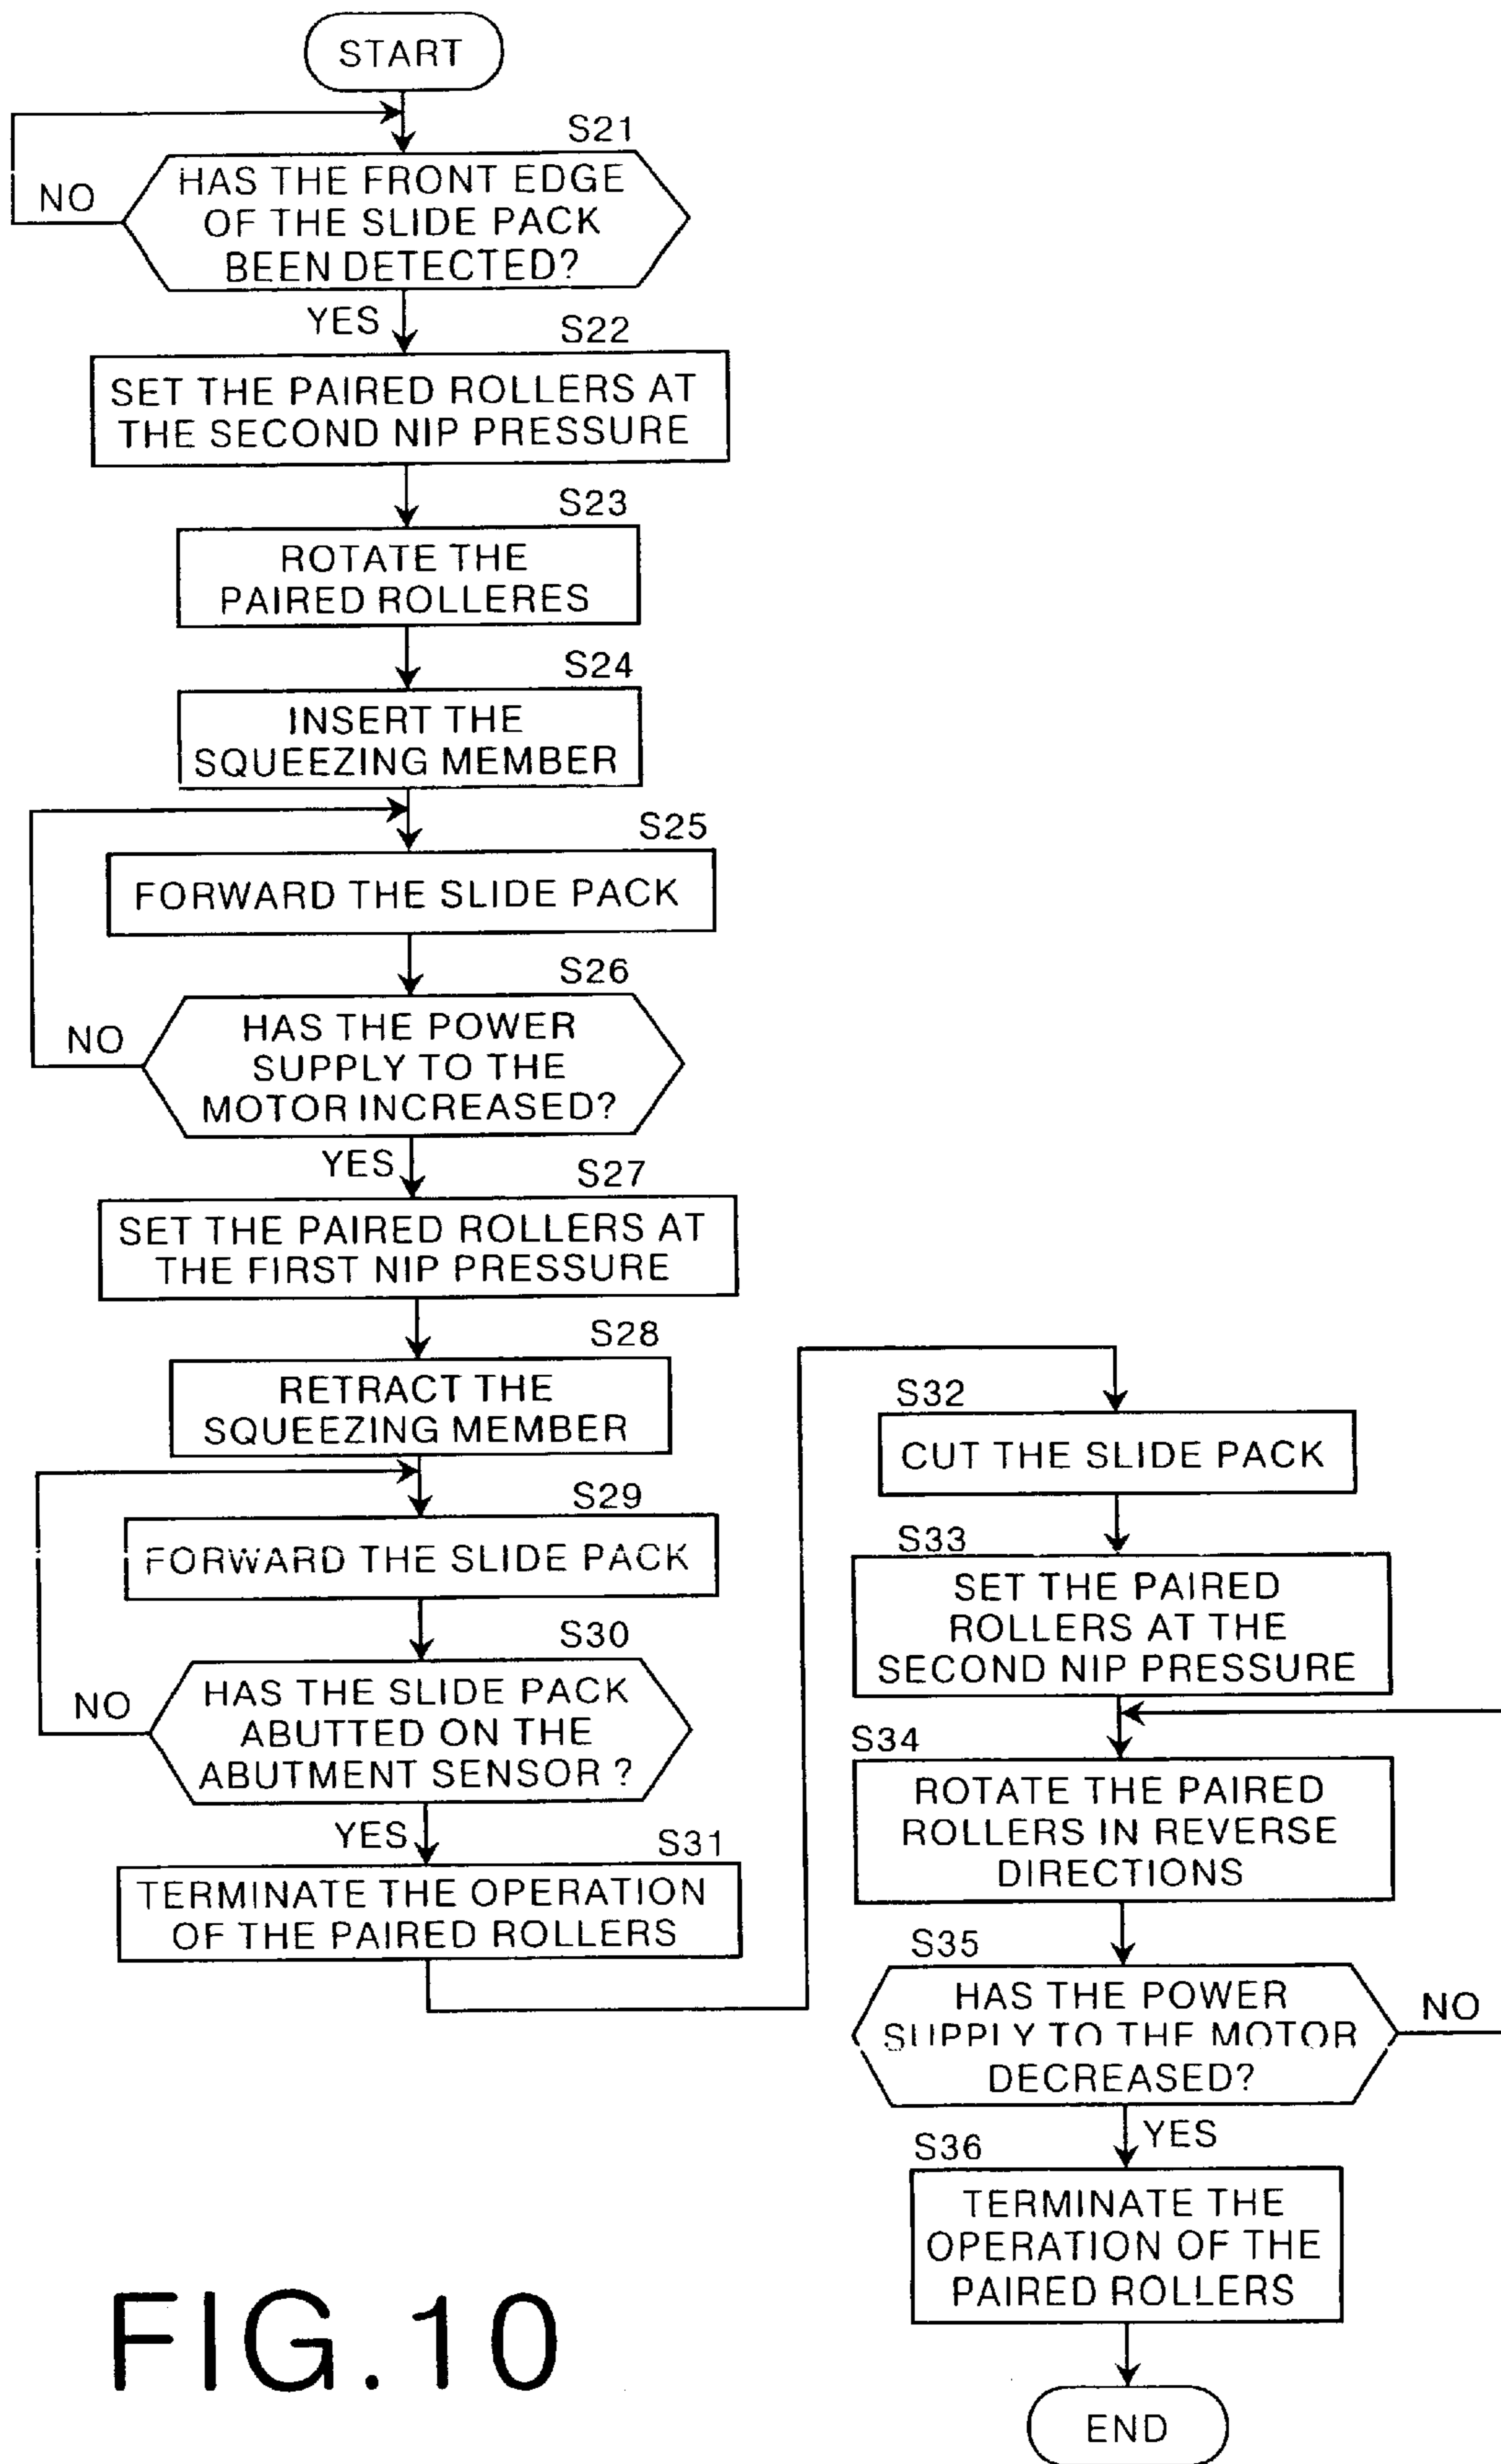 START
S21
HAS THE FRONT EDGE
OF THE SLIDE PACK
BEEN DETECTED?
NO
YES
S22
SET THE PAIRED ROLLERS AT
THE SECOND NIP PRESSURE
S23
ROTATE THE
PAIRED ROLLERES
S24
INSERT THE
SQUEEZING MEMBER
S25
FORWARD THE SLIDE PACK
S26
HAS THE POWER
SUPPLY TO THE
MOTOR INCREASED?
NO
YES
S27
SET THE PAIRED ROLLERS AT
THE FIRST NIP PRESSURE
S28
RETRACT THE
SQUEEZING MEMBER
S29
FORWARD THE SLIDE PACK
S30
HAS THE SLIDE PACK
ABUTTED ON THE
ABUTMENT SENSOR ?
NO
YES
S31
TERMINATE THE OPERATION
OF THE PAIRED ROLLERS
S32
CUT THE SLIDE PACK
S33
SET THE PAIRED
ROLLERS AT THE
SECOND NIP PRESSURE
S34
ROTATE THE PAIRED
ROLLERS IN REVERSE
DIRECTIONS
S35
HAS THE POWER
SUPPLY TO THE MOTOR
DECREASED?
NO
YES
S36
TERMINATE THE
OPERATION OF THE
PAIRED ROLLERS
END
FIG.10